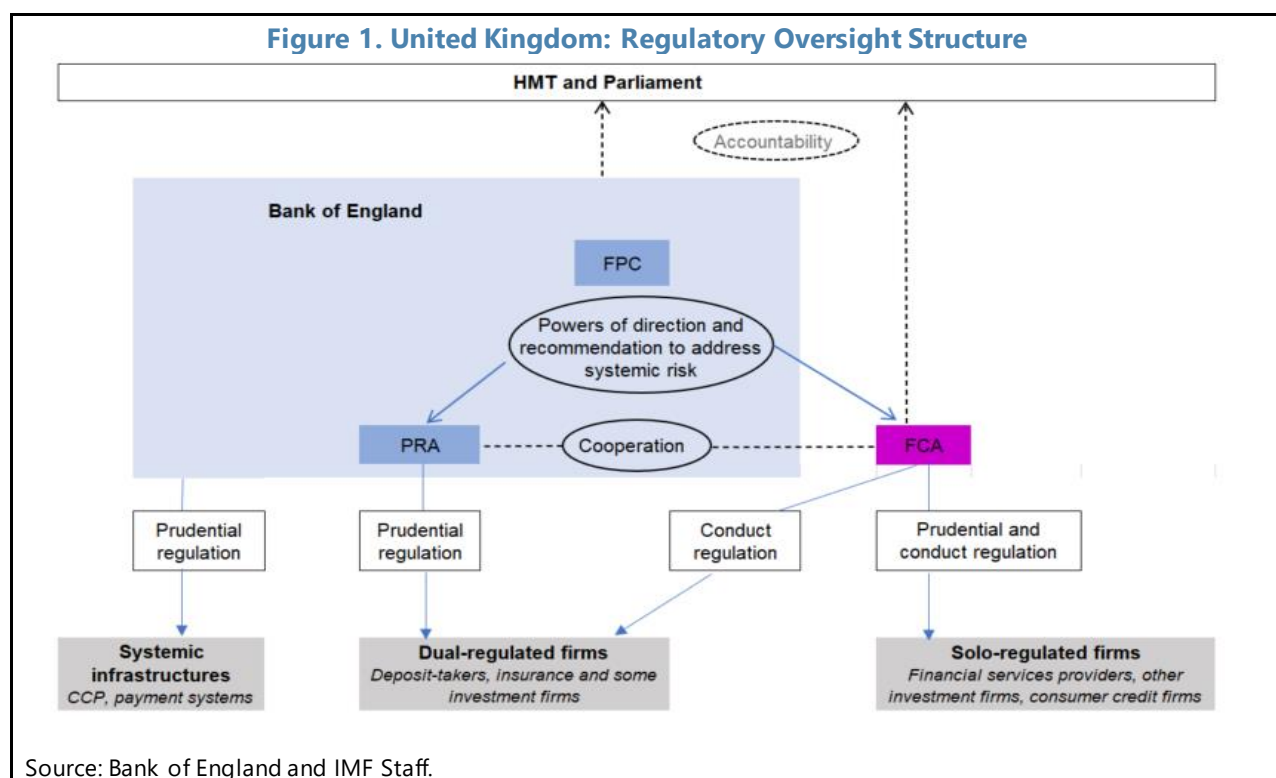 Figure 1. United Kingdom: Regulatory Oversight Structure
HMT and Parliament
Accountability
Bank of England
FPC
Powers of direction and
recommendation to address
systemic risk
PRA
Cooperation
FCA
Prudential
regulation
Prudential
regulation
Conduct
regulation
Prudential and
conduct regulation
Systemic
infrastructures
CCP, payment systems
Dual-regulated firms
Deposit-takers, insurance and some
investment firms
Solo-regulated firms
Financial services providers, other
investment firms, consumer credit firms
Source: Bank of England and IMF Staff.